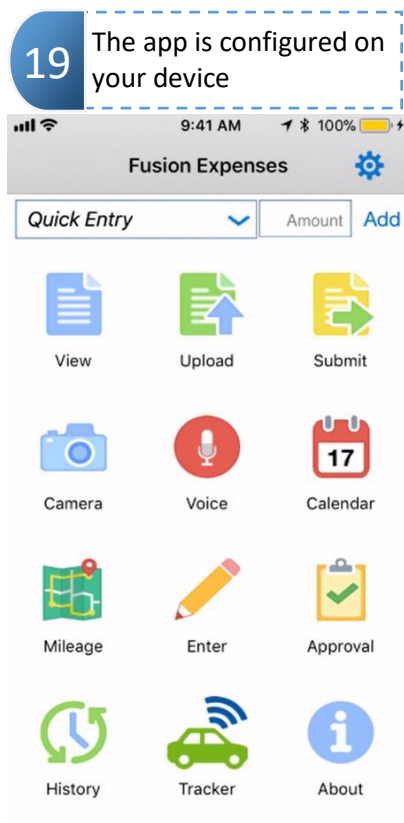 19
The app is configured on
your device
9:41 AM 100%
Fusion Expenses
Quick Entry Amount Add
View Upload Submit
17
Camera Voice Calendar
Mileage Enter Approval
History Tracker About